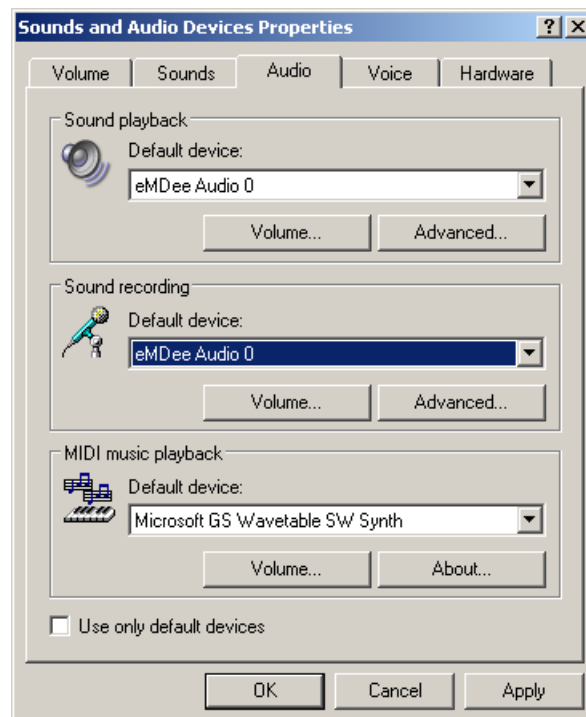 Sounds and Audio Devices Properties
Volume Sounds Audio Voice Hardware
Sound playback
Default device:
eMDee Audio 0
Volume... Advanced...
Sound recording
Default device:
eMDee Audio 0
Volume... Advanced...
MIDI music playback
Default device:
Microsoft GS Wavetable SW Synth
Volume... About...
Use only default devices
OK Cancel Apply